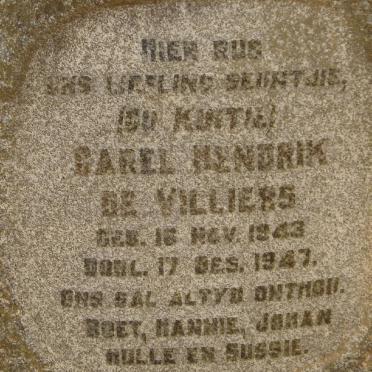 HIER RUS
ONS LIEFLING SEUNTJIE,
CAREL HENDRIK
DE VILLIERS
GEB. 16 NOV. 1943
OORL. 17 DES. 1947.
ONS SAL ALTYD ONTHOU.
BOET, HANNIE, JOHAN
EN SUSSIE.